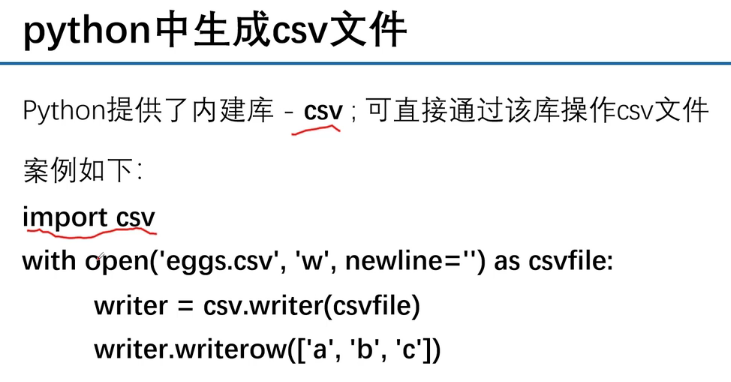 python中生成csv文件
Python提供了内建库 - csv ; 可直接通过该库操作csv文件
案例如下：
import csv
with open('eggs.csv', 'w', newline='') as csvfile:
writer = csv.writer(csvfile)
writer.writerow(['a', 'b', 'c'])